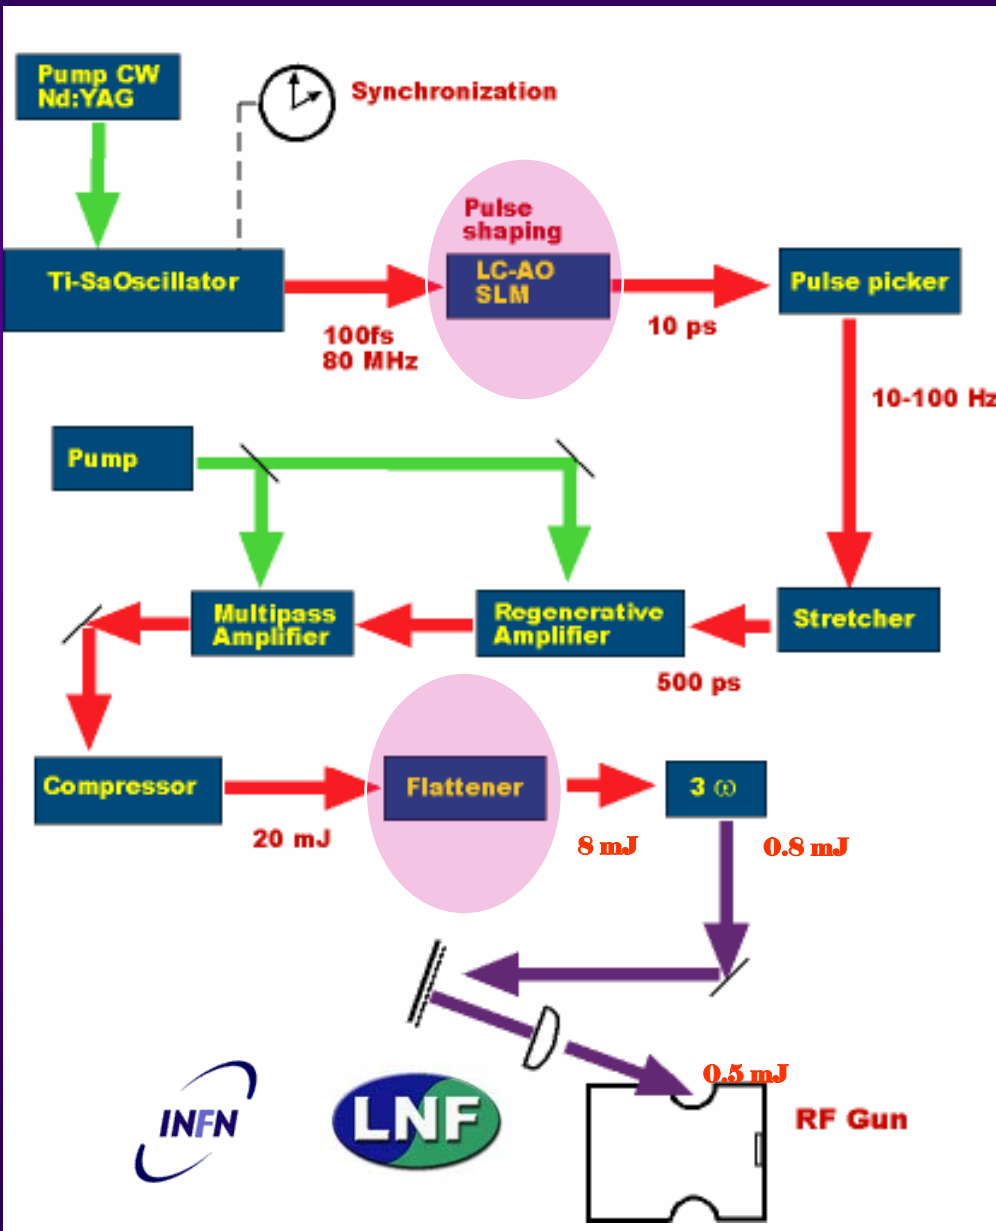 Pump CW
Nd:YAG
Synchronization
Pulse
shaping
LC-AO
SLM
Ti-SaOscillator
Pulse picker
100fs
80 MHz
10 ps
10-100 Hz
Pump
Multipass
Amplifier
Regenerative
Amplifier
Stretcher
500 ps
Compressor
Flattener
3 ω
20 mJ
8 mJ
0.8 mJ
0.5 mJ
RF Gun
INFN
LNF